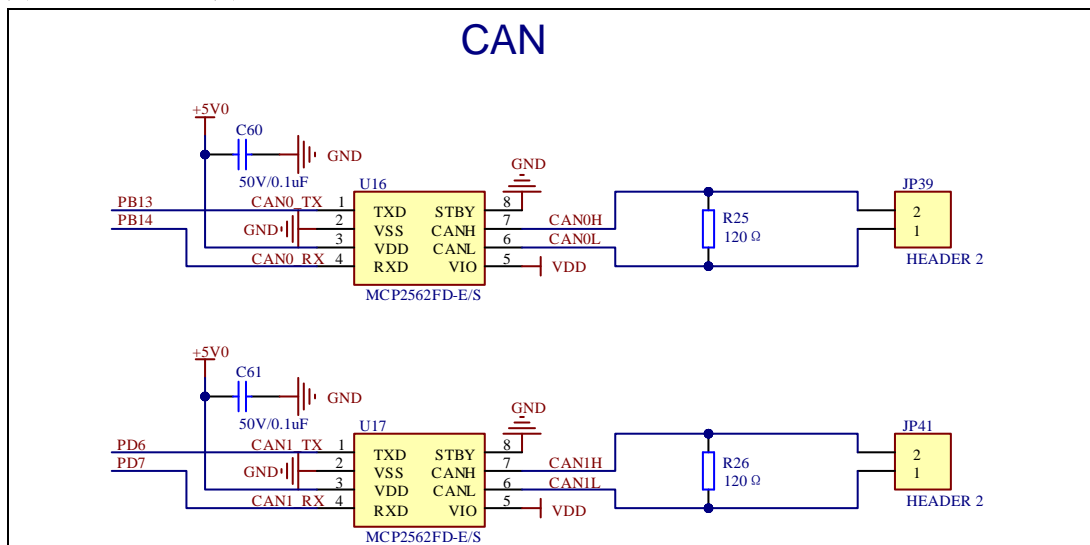 CAN
+5V0
C60
GND
50V/0.1uF
U16
GND
JP39
PB13 CAN0_TX 1 TXD STBY 8
PB14 GND 2 VSS CANH 7 CAN0H
3 VDD CANL 6 CAN0L
CAN0_RX 4 RXD VIO 5 VDD
R25
120 Ω
2
1
MCP2562FD-E/S
HEADER 2
+5V0
C61
GND
50V/0.1uF
U17
GND
JP41
PD6 CAN1_TX 1 TXD STBY 8
PD7 GND 2 VSS CANH 7 CAN1H
3 VDD CANL 6 CAN1L
CAN1_RX 4 RXD VIO 5 VDD
R26
120 Ω
2
1
MCP2562FD-E/S
HEADER 2